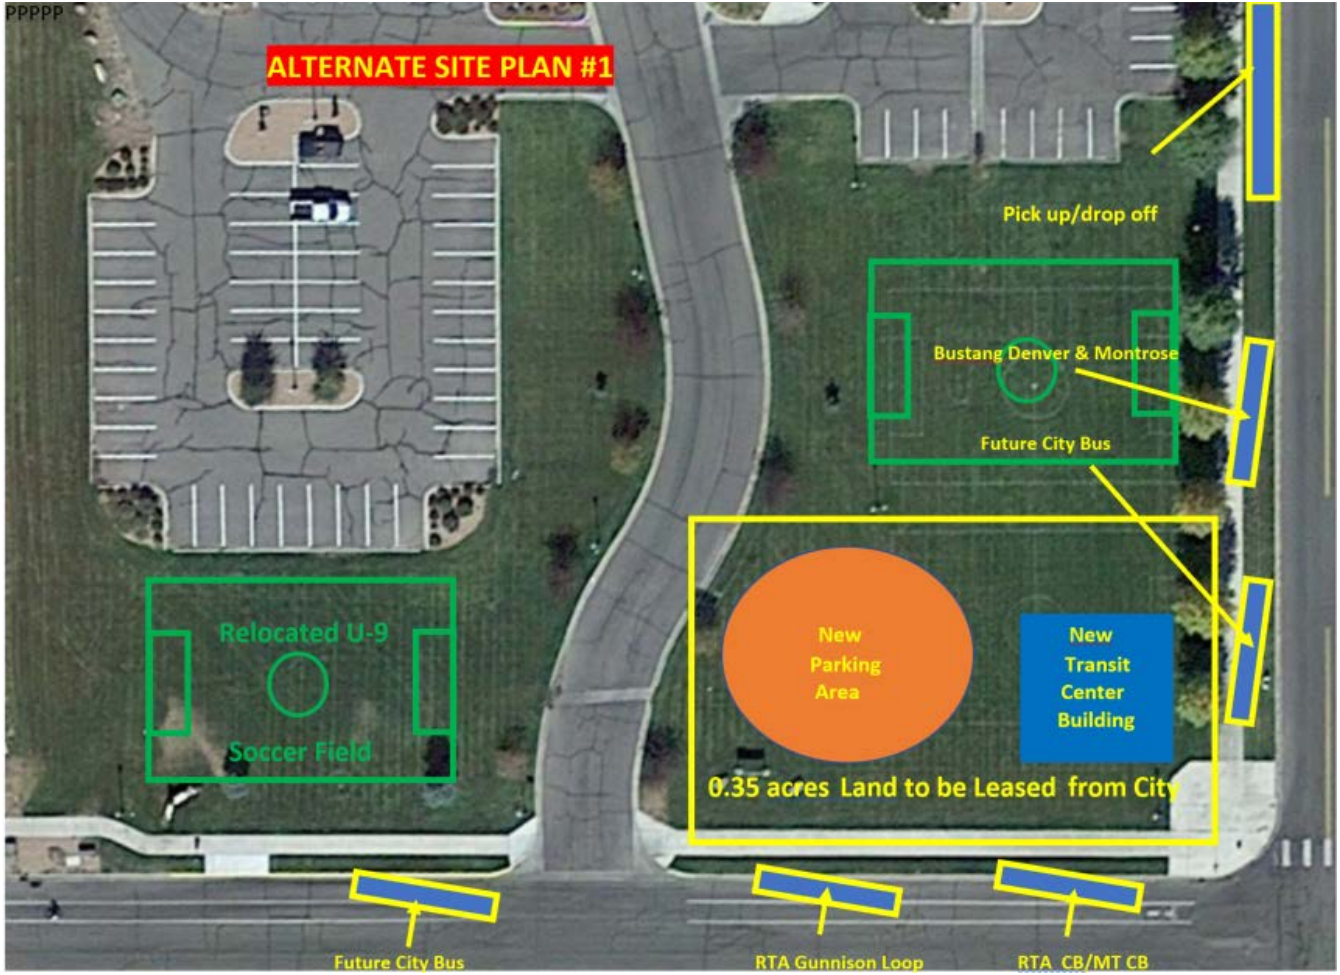 PPPPP
ALTERNATE SITE PLAN #1
Pick up/drop off
Bustang Denver & Montrose
Future City Bus
Relocated U-9
Soccer Field
New
Parking
Area
New
Transit
Center
Building
0.35 acres Land to be Leased from City
Future City Bus
RTA Gunnison Loop
RTA CB/MT CB